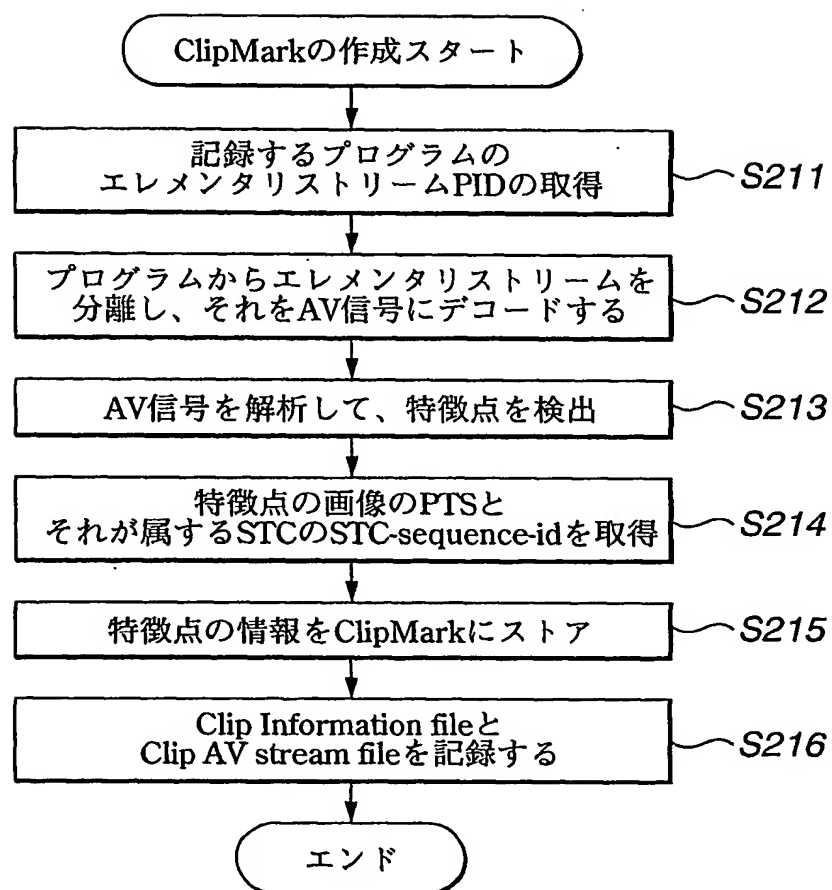 ClipMarkの作成スタート
記録するプログラムの
エレメンタリストリームPIDの取得
S211
プログラムからエレメンタリストリームを
分離し、それをAV信号にデコードする
S212
AV信号を解析して、特徴点を検出
S213
特徴点の画像のPTSと
それが属するSTCのSTC-sequence-idを取得
S214
特徴点の情報をClipMarkにストア
S215
Clip Information fileと
Clip AV stream fileを記録する
S216
エンド